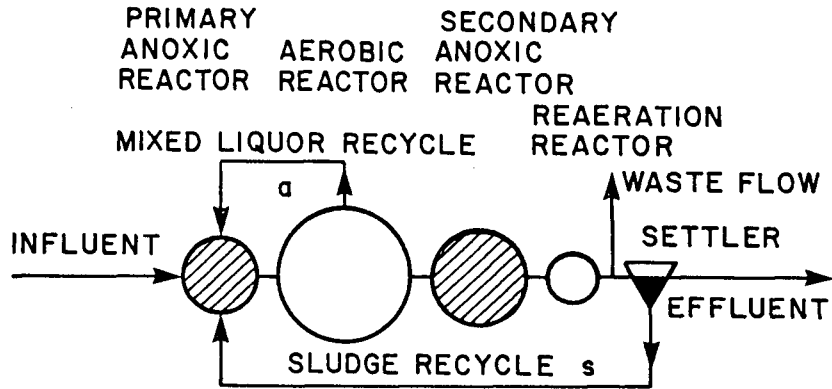 PRIMARY
ANOXIC
REACTOR
AEROBIC
REACTOR
SECONDARY
ANOXIC
REACTOR
REAERATION
REACTOR
MIXED LIQUOR RECYCLE
a
WASTE FLOW
INFLUENT
SETTLER
EFFLUENT
SLUDGE RECYCLE s